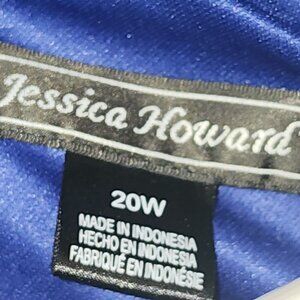 Jessica Howard
20W
MADE IN INDONESIA
HECHO EN INDONESIA
FABRIQUÉ EN INDONÉSIE